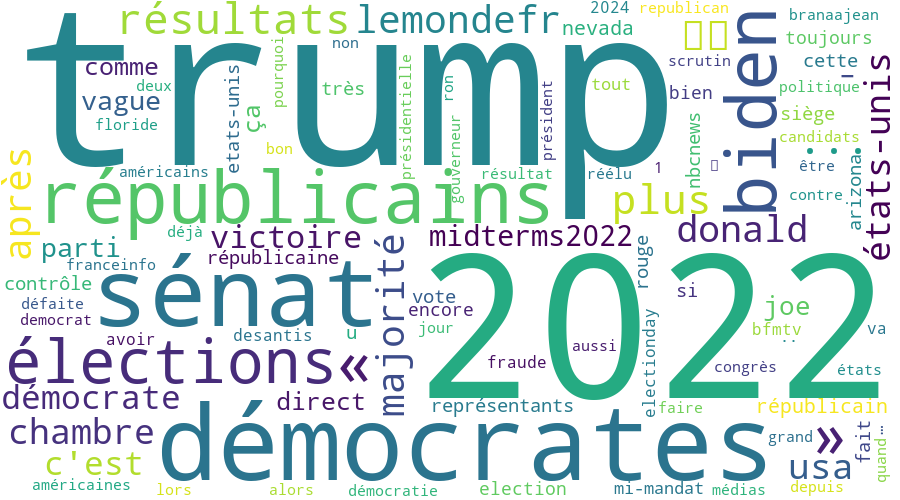 trump
2022
démocrates
républicains
sénat
élections
«
»
biden
résultats
lemondefr
2024
republican
branaajean
nevada
toujours
comme
non
scrutin
cette
deux
pourquoi
vague
etats-unis
ça
très
présidentielle
ron
président
tout
bien
politique
siège
floride
bon
gouverneur
nbcnews
candidats
états-unis
après
américains
résultat
réélu
1
être
arizona
contre
plus
déjà
victoire
midterms2022
donald
parti
franceinfo
républicaine
majorité
rouge
contrôle
défaite
democrat
vote
encore
si
joe
avoir
desantis
u
jour
electionday
bfmtv
va
fraude
aussi
congrès
états
démocrate
direct
représentants
faire
républicain
chambre
grand
fait
quand
...
c'est
usa
américaines
lors
alors
démocratie
election
mi-mandat
médias
depuis